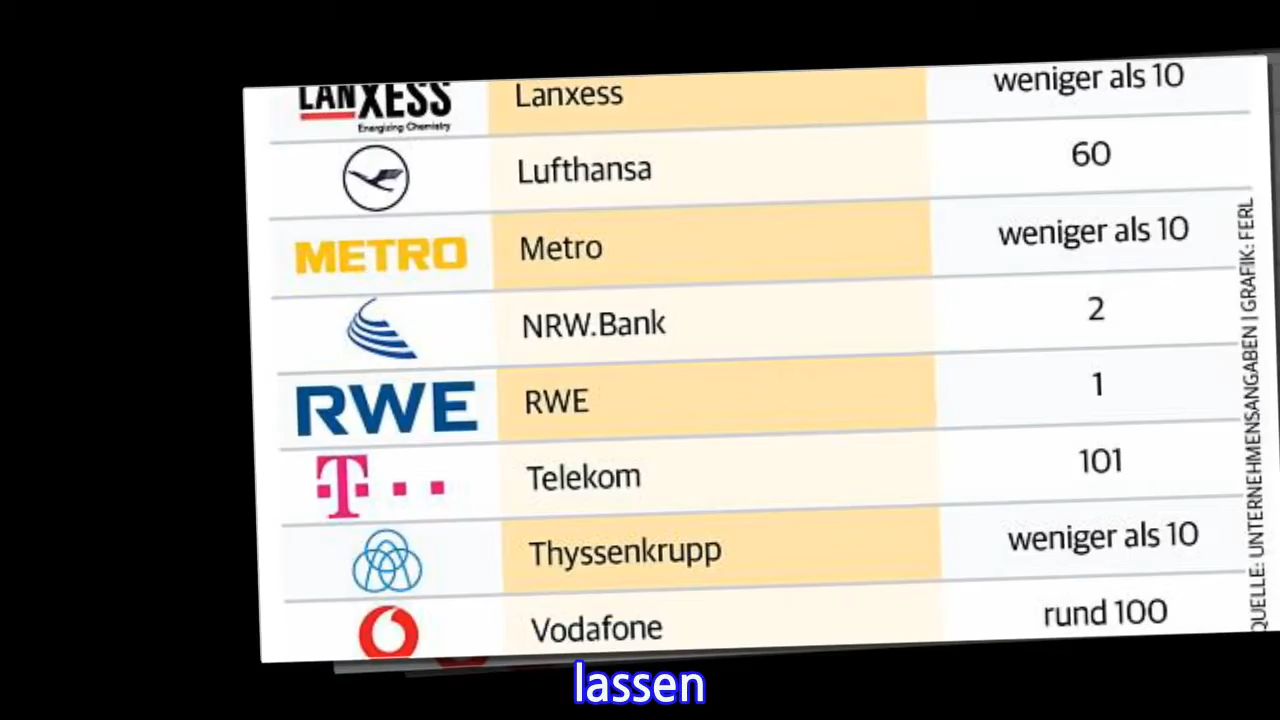 LANXESS
Energizing Chemistry
Lanxess
weniger als 10
Lufthansa
60
METRO
Metro
weniger als 10
NRW.Bank
2
RWE
RWE
1
T
Telekom
101
Thyssenkrupp
weniger als 10
Vodafone
rund 100
QUELLE: UNTERNEHMENSANGABEN | GRAFIK: FERL
lassen